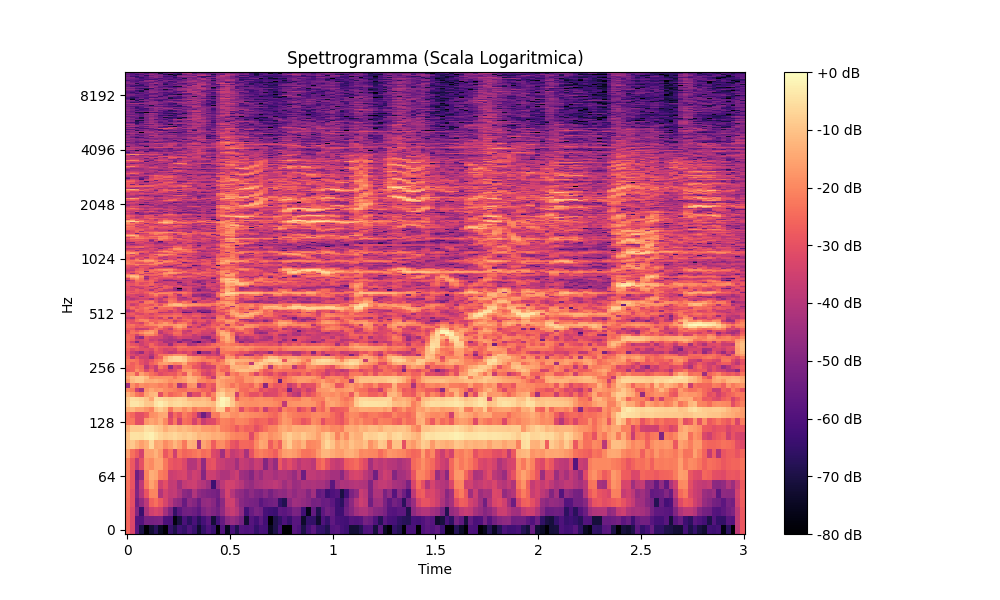 Spettrogramma (Scala Logaritmica)
8192
4096
2048
1024
512
256
128
64
0
Hz
0
0.5
1
1.5
2
2.5
3
Time
+0 dB
-10 dB
-20 dB
-30 dB
-40 dB
-50 dB
-60 dB
-70 dB
-80 dB